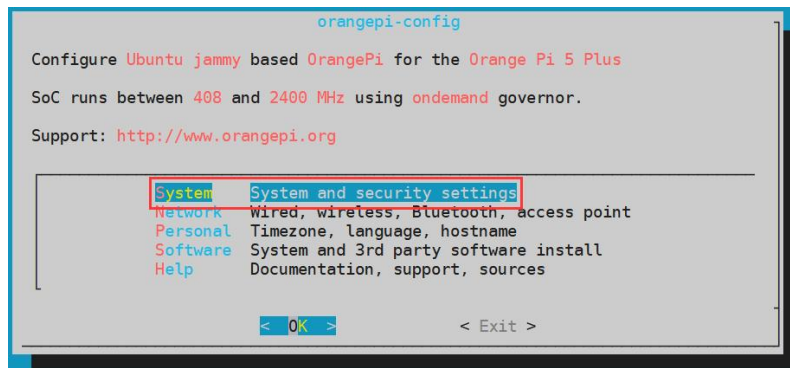 orangepi-config
Configure Ubuntu jammy based OrangePi for the Orange Pi 5 Plus
SoC runs between 408 and 2400 MHz using ondemand governor.
Support: http://www.orangepi.org
System System and security settings
Network Wired, wireless, Bluetooth, access point
Personal Timezone, language, hostname
Software System and 3rd party software install
Help Documentation, support, sources
< OK > < Exit >